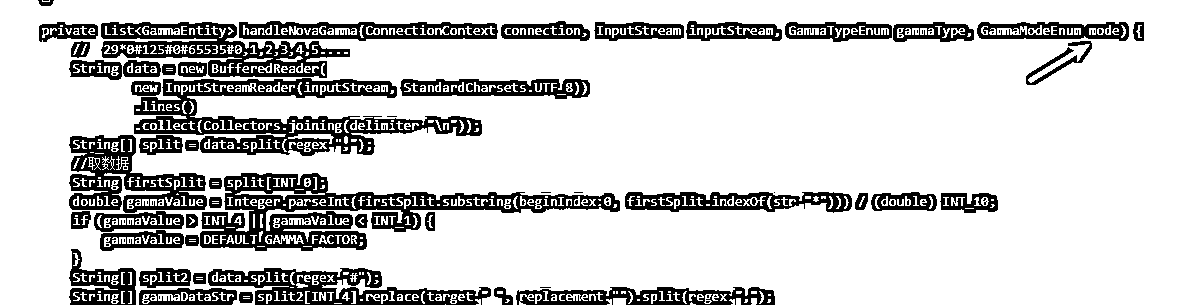 private List<GammaEntity> handleNovaGamma(ConnectionContext connection, InputStream inputStream, GammaTypeEnum gammaType, GammaModeEnum mode) {
// 29*0#125#0#65535#0,1,2,3,4,5....
String data = new BufferedReader(
new InputStreamReader(inputStream, StandardCharsets.UTF_8))
.lines()
.collect(Collectors.joining(delimiter: "\n"));
String[] split = data.split(regex: ",");
//取数据
String firstSplit = split[INT_0];
double gammaValue = Integer.parseInt(firstSplit.substring(beginIndex:0, firstSplit.indexOf(str: "*"))) / (double) INT_10;
if (gammaValue > INT_4 || gammaValue < INT_1) {
gammaValue = DEFAULT_GAMMA_FACTOR;
}
String[] split2 = data.split(regex: "#");
String[] gammaDataStr = split2[INT_4].replace(target: " ", replacement: "").split(regex: ",");